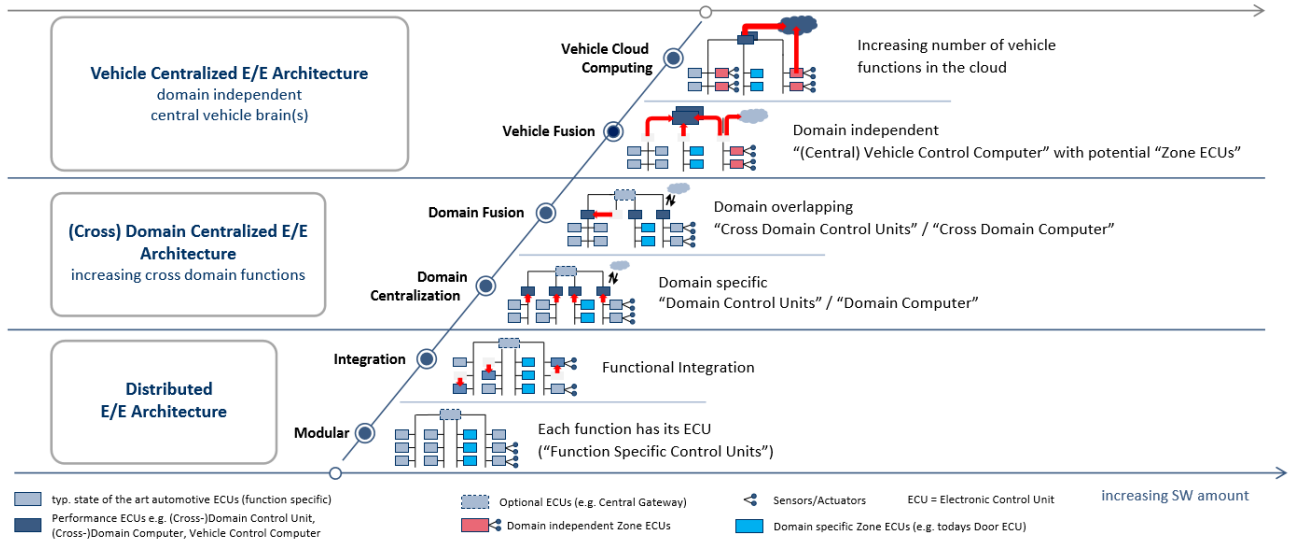 Vehicle Centralized E/E Architecture
domain independent
central vehicle brain(s)
Vehicle Cloud
Computing
Increasing number of vehicle
functions in the cloud
Vehicle Fusion
Domain independent
“(Central) Vehicle Control Computer” with potential “Zone ECUs”
(Cross) Domain Centralized E/E
Architecture
increasing cross domain functions
Domain Fusion
Domain overlapping
“Cross Domain Control Units” / “Cross Domain Computer”
Domain
Centralization
Domain specific
“Domain Control Units” / “Domain Computer”
Distributed
E/E Architecture
Integration
Functional Integration
Modular
Each function has its ECU
(“Function Specific Control Units”)
increasing SW amount
typ. state of the art automotive ECUs (function specific)
Performance ECUs e.g. (Cross-)Domain Control Unit,
(Cross-)Domain Computer, Vehicle Control Computer
Optional ECUs (e.g. Central Gateway)
Domain independent Zone ECUs
Sensors/Actuators
ECU = Electronic Control Unit
Domain specific Zone ECUs (e.g. todays Door ECU)